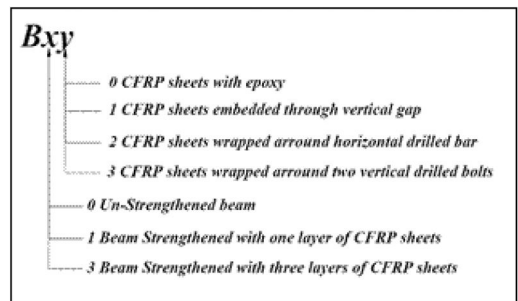 Bxy
0 CFRP sheets with epoxy
1 CFRP sheets embedded through vertical gap
2 CFRP sheets wrapped arround horizontal drilled bar
3 CFRP sheets wrapped arround two vertical drilled bolts
0 Un-Strengthened beam
1 Beam Strengthened with one layer of CFRP sheets
3 Beam Strengthened with three layers of CFRP sheets